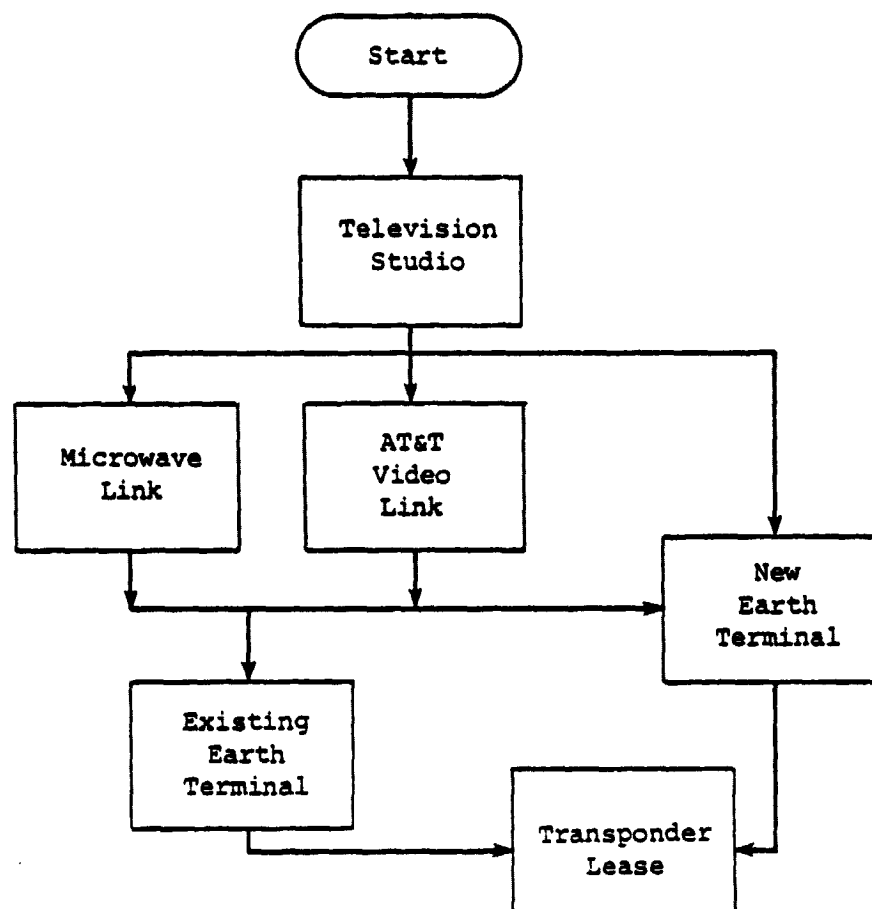 Start
Television
Studio
Microwave
Link
AT&T
Video
Link
New
Earth
Terminal
Existing
Earth
Terminal
Transponder
Lease